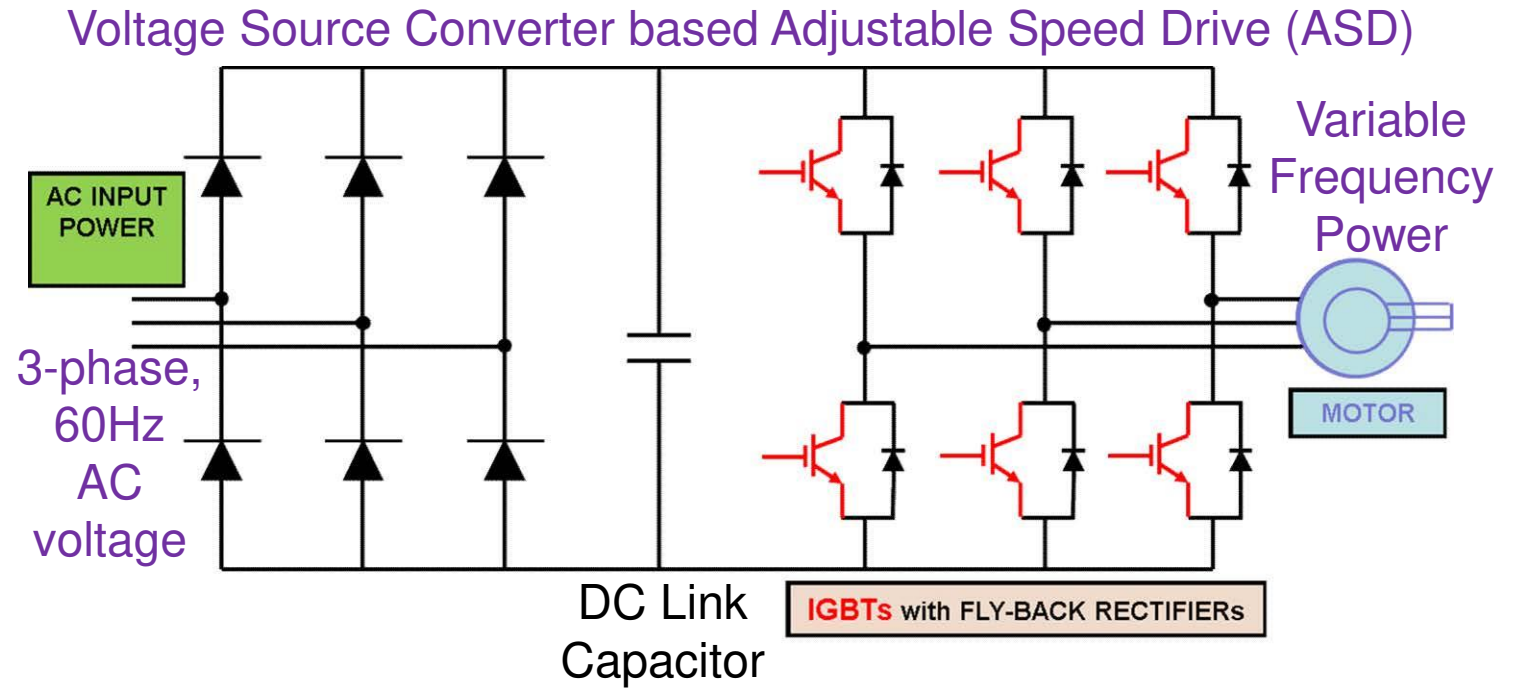 Voltage Source Converter based Adjustable Speed Drive (ASD)
AC INPUT
POWER
3-phase,
60Hz
AC
voltage
DC Link
Capacitor
IGBTs with FLY-BACK RECTIFIERs
Variable
Frequency
Power
MOTOR